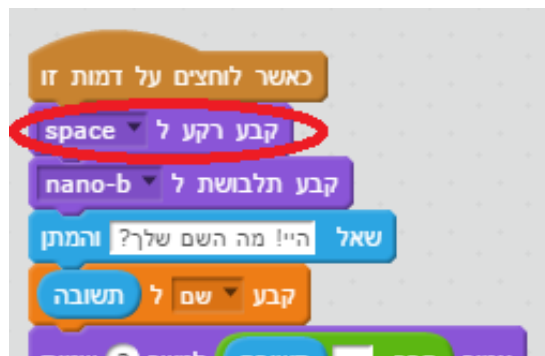 כאשר לוחצים על דמות זו
קבע רקע ל space
קבע תלבושת ל nano-b
שאל היי! מה השם שלך? והמתן
קבע שם ל תשובה